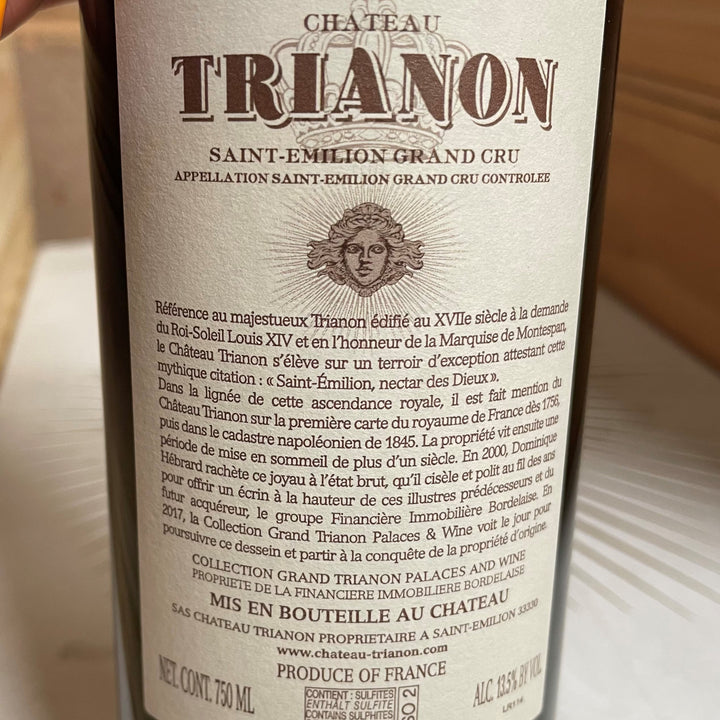 CHATEAU
TRIANON
SAINT-EMILION GRAND CRU
APPELLATION SAINT-EMILION GRAND CRU CONTROLEE
Référence au majestueux Trianon édifié au XVIIe siècle à la demande
du Roi-Soleil Louis XIV et en l'honneur de la Marquise de Montespan,
le Château Trianon s'élève sur un terroir d'exception attestant cette
mythique citation : « Saint-Émilion, nectar des Dieux ».
Dans la lignée de cette ascendance royale, il est fait mention du
Château Trianon sur la première carte du royaume de France dès 1756,
puis dans le cadastre napoléonien de 1845. La propriété vit ensuite une
période de mise en sommeil de plus d'un siècle. En 2000, Dominique
Hébrard rachète ce joyau à l'état brut, qu'il cisèle et polit au fil des ans
pour offrir un écrin à la hauteur de ces illustres prédécesseurs et du
futur acquéreur, le groupe Financière Immobilière Bordelaise. En
2017, la Collection Grand Trianon Palaces & Wine voit le jour pour
poursuivre ce dessein et partir à la conquête de la propriété d'origine.
COLLECTION GRAND TRIANON PALACES AND WINE
PROPRIETE DE LA FINANCIERE IMMOBILIERE BORDELAISE
MIS EN BOUTEILLE AU CHATEAU
SAS CHATEAU TRIANON PROPRIETAIRE A SAINT-EMILION 33330
www.chateau-trianon.com
PRODUCE OF FRANCE
NET. CONT. 750 ML
CONTIENT : SULFITES
ENTHÄLT SULFITE
CONTAINS SULPHITES
SO2
ALC. 13.5% BY VOL.
LR114